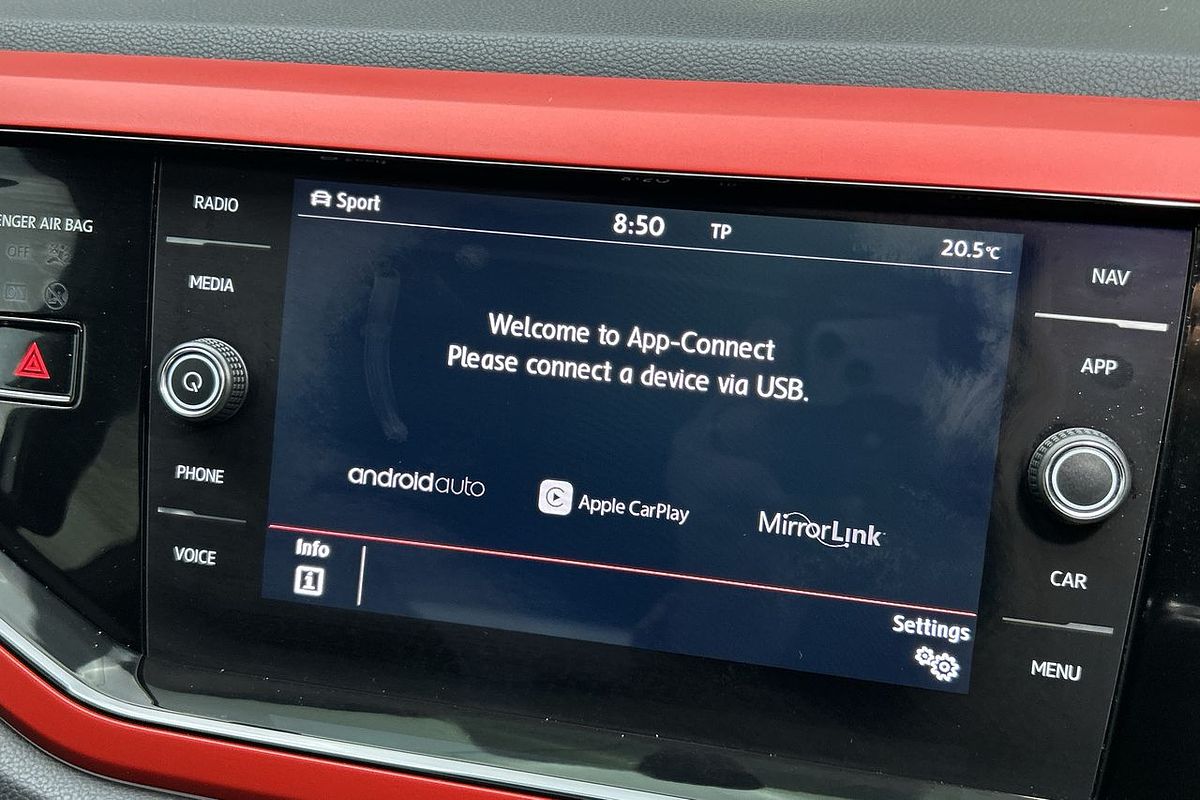 RADIO
MEDIA
PHONE
VOICE
ENGER AIR BAG
OFF
Sport
8:50
TP
20.5°C
Welcome to App-Connect
Please connect a device via USB.
androidauto
Apple CarPlay
MirrorLink
Info
i
Settings
NAV
APP
CAR
MENU